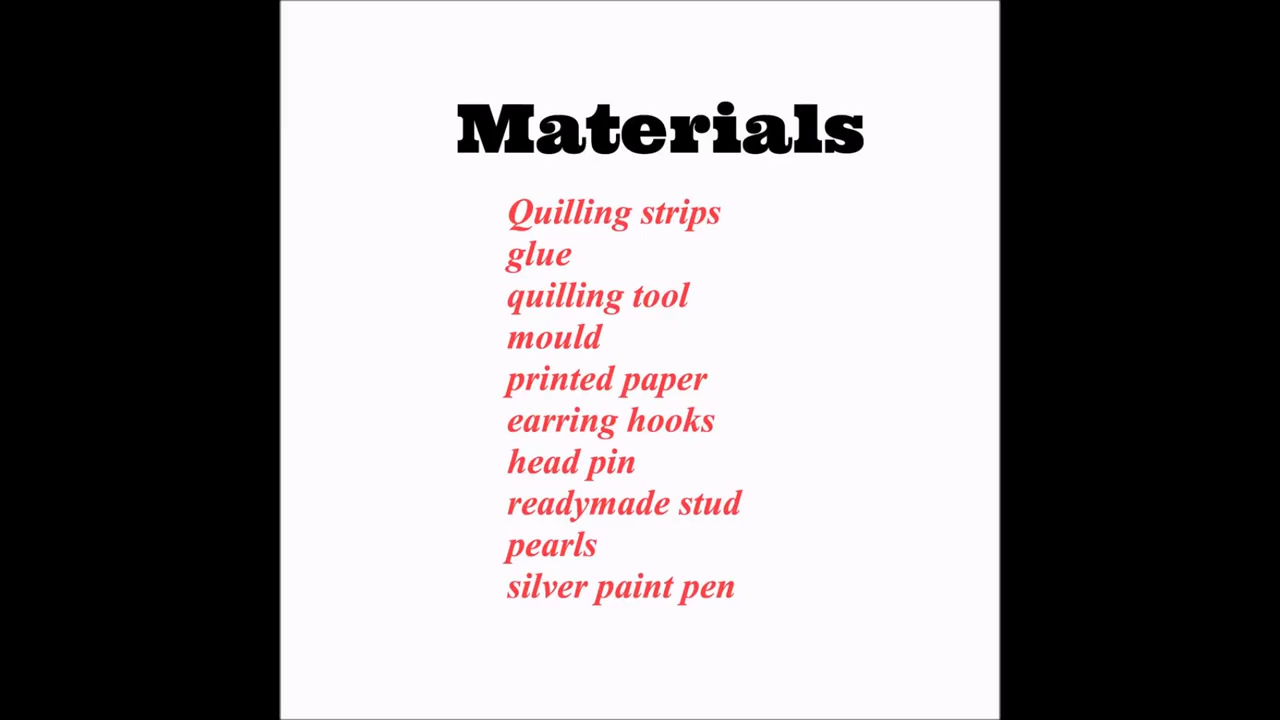 Materials
Quilling strips
glue
quilling tool
mould
printed paper
earring hooks
head pin
readymade stud
pearls
silver paint pen